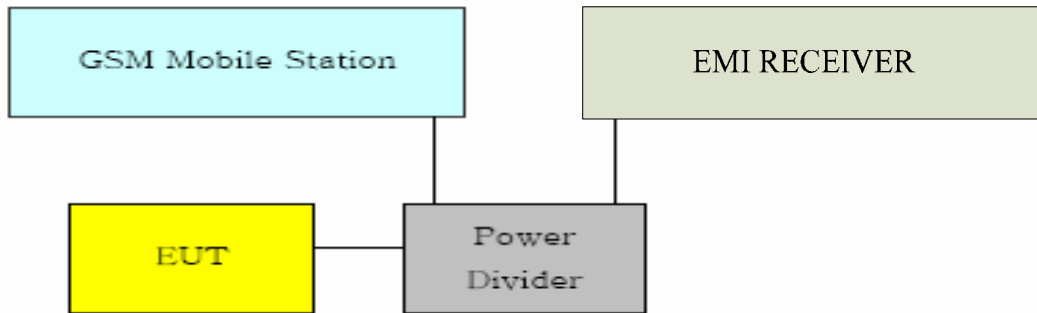 GSM Mobile Station
EMI RECEIVER
EUT
Power
Divider